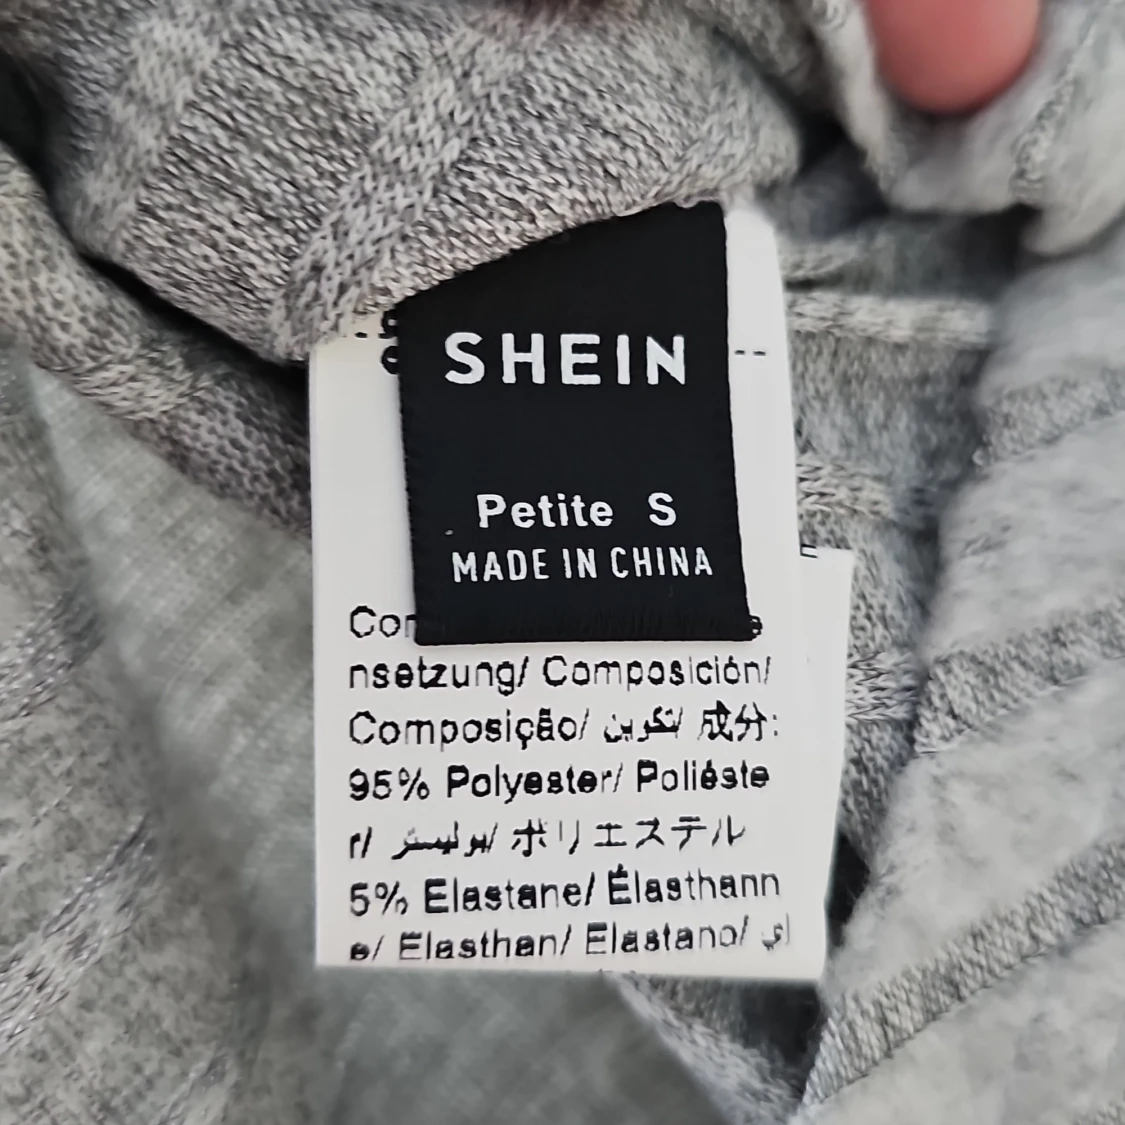 SHEIN
Petite S
MADE IN CHINA
nsetzung/ Composición/
Composição/ تكوين/ 成分:
95% Polyester/ Poliéste
r/ بوليستر/ ポリエステル
5% Elastane/ Élasthann
e/ Elasthan/ Elastano/